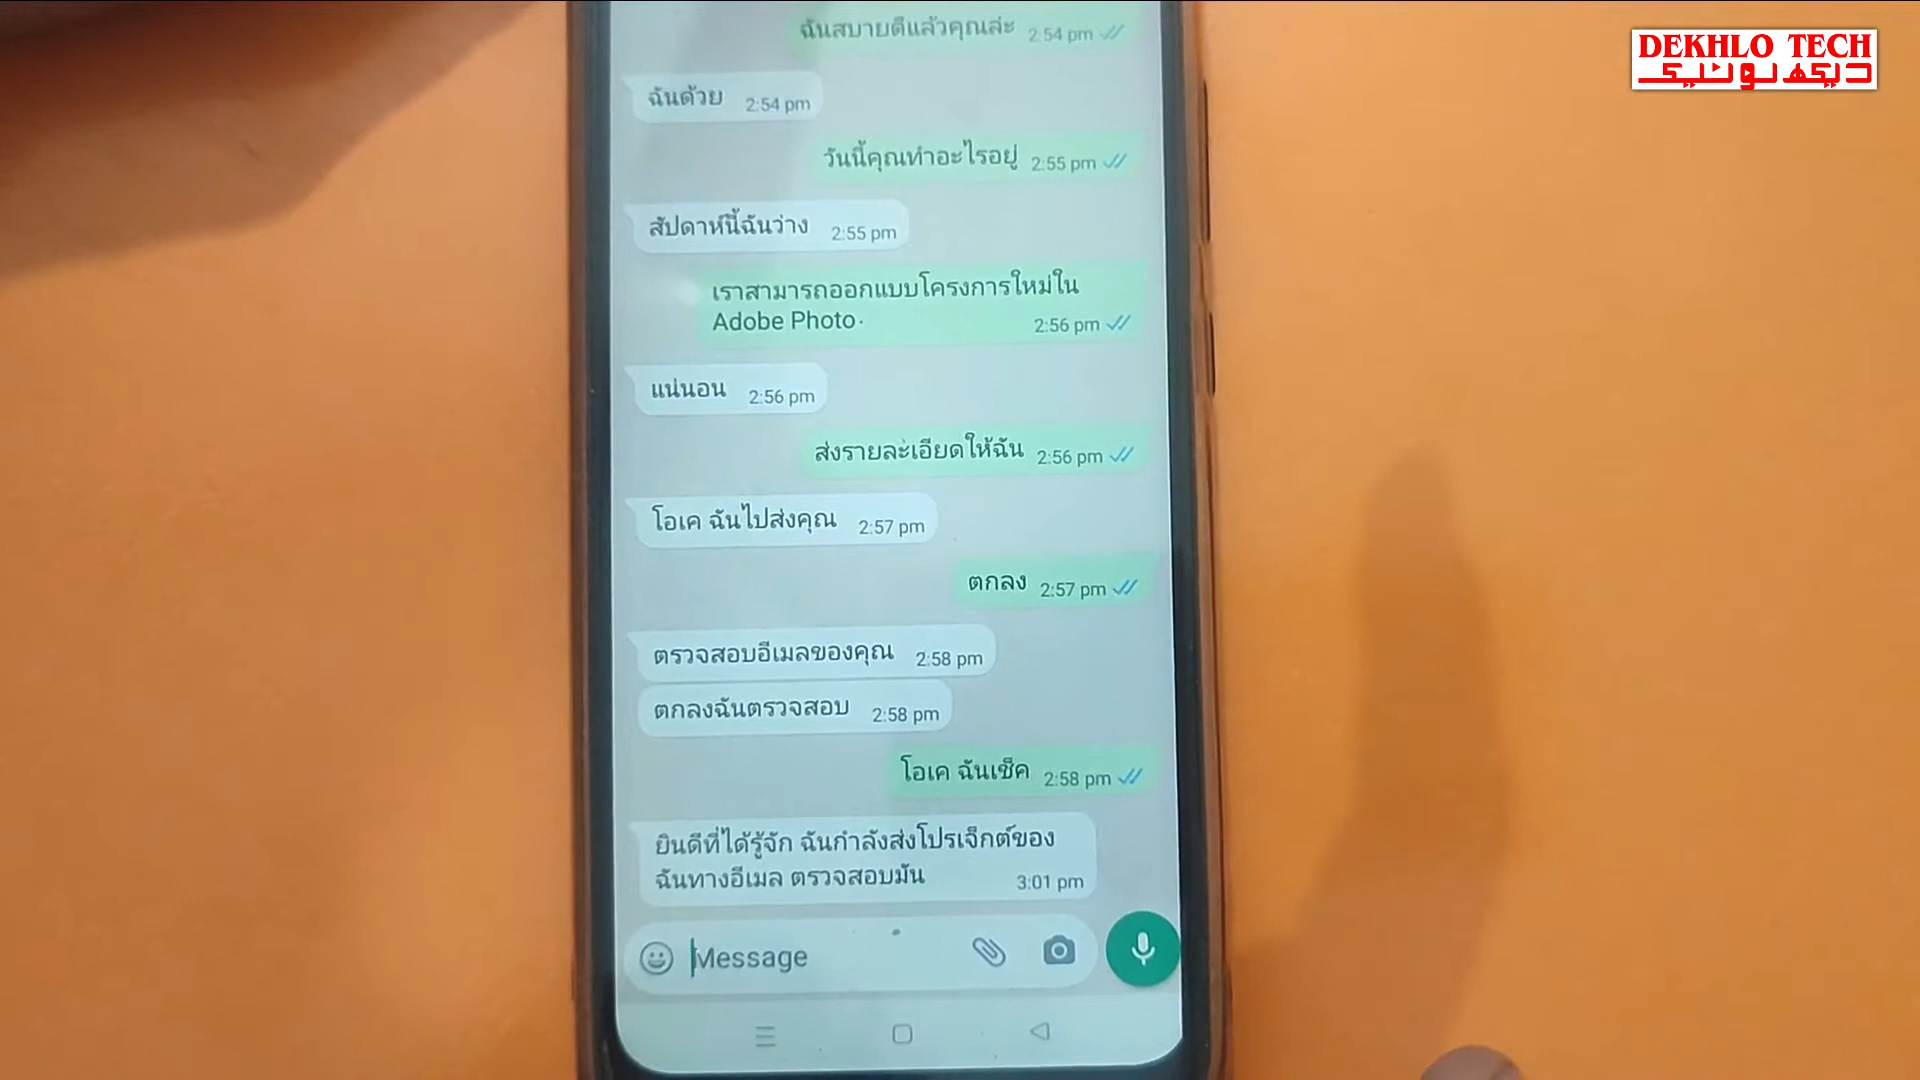 DEKHLO TECH
دیکھ لو ٹیک
ฉันสบายดีแล้วคุณล่ะ 2:54 pm
ฉันด้วย 2:54 pm
วันนี้คุณทำอะไรอยู่ 2:55 pm
สัปดาห์นี้ฉันว่าง 2:55 pm
เราสามารถออกแบบโครงการใหม่ใน
Adobe Photo· 2:56 pm
แน่นอน 2:56 pm
ส่งรายละเอียดให้ฉัน 2:56 pm
โอเค ฉันไปส่งคุณ 2:57 pm
ตกลง 2:57 pm
ตรวจสอบอีเมลของคุณ 2:58 pm
ตกลงฉันตรวจสอบ 2:58 pm
โอเค ฉันเช็ค 2:58 pm
ยินดีที่ได้รู้จัก ฉันกำลังส่งโปรเจ็กต์ของ
ฉันทางอีเมล ตรวจสอบมัน 3:01 pm
Message